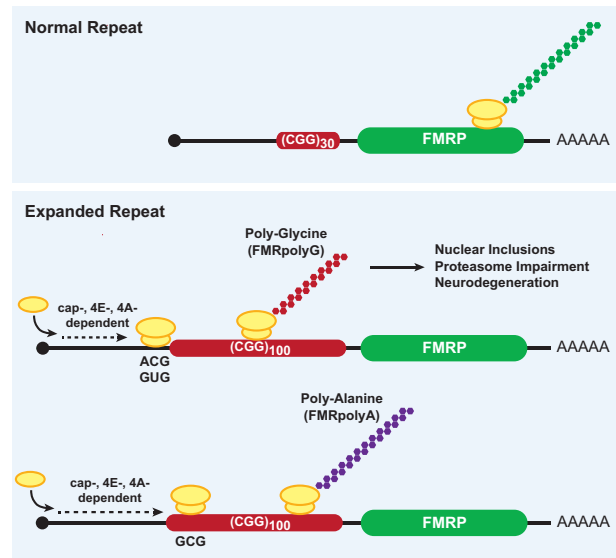 Normal Repeat
(CGG)30
FMRP
AAAAA
Expanded Repeat
Poly-Glycine
(FMRpolyG)
Nuclear Inclusions
Proteasome Impairment
Neurodegeneration
cap-, 4E-, 4A-
dependent
(CGG)100
FMRP
AAAAA
ACG
GUG
Poly-Alanine
(FMRpolyA)
cap-, 4E-, 4A-
dependent
(CGG)100
FMRP
AAAAA
GCG